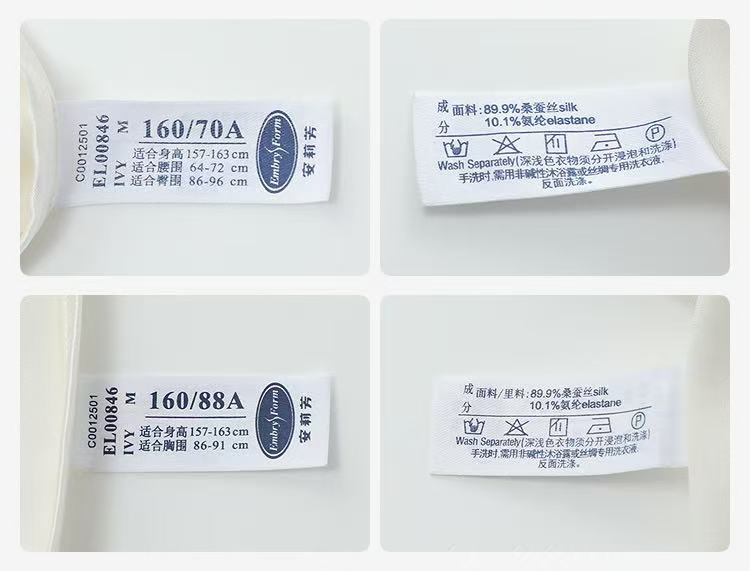 C0012501
EL00846
IVY M
160/70A
适合身高 157-163 cm
适合腰围 64-72 cm
适合臀围 86-96 cm
Embry Form
安莉芳
成 面料: 89.9%桑蚕丝silk
分 10.1%氨纶elastane
P
Wash Separately(深浅色衣物须分开浸泡和洗涤)
手洗时,需用非碱性沐浴露或丝绸专用洗衣液.
反面洗涤。
C0012501
EL00846
IVY M
160/88A
适合身高 157-163 cm
适合胸围 86-91 cm
Embry Form
安莉芳
成 面料/里料: 89.9%桑蚕丝silk
分 10.1%氨纶elastane
P
Wash Separately(深浅色衣物须分开浸泡和洗涤)
手洗时,需用非碱性沐浴露或丝绸专用洗衣液.
反面洗涤。